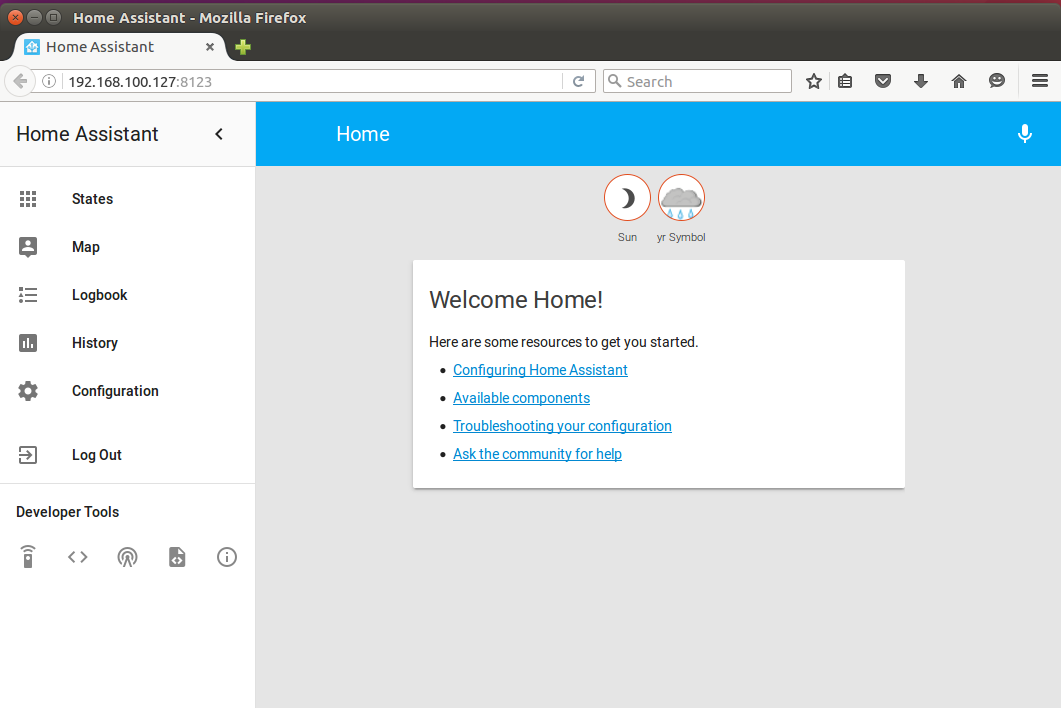 Home Assistant - Mozilla Firefox
Home Assistant
192.168.100.127:8123
Search
Home Assistant
Home
States
Map
Logbook
History
Configuration
Log Out
Developer Tools
Sun
yr Symbol
Welcome Home!
Here are some resources to get you started.
Configuring Home Assistant
Available components
Troubleshooting your configuration
Ask the community for help